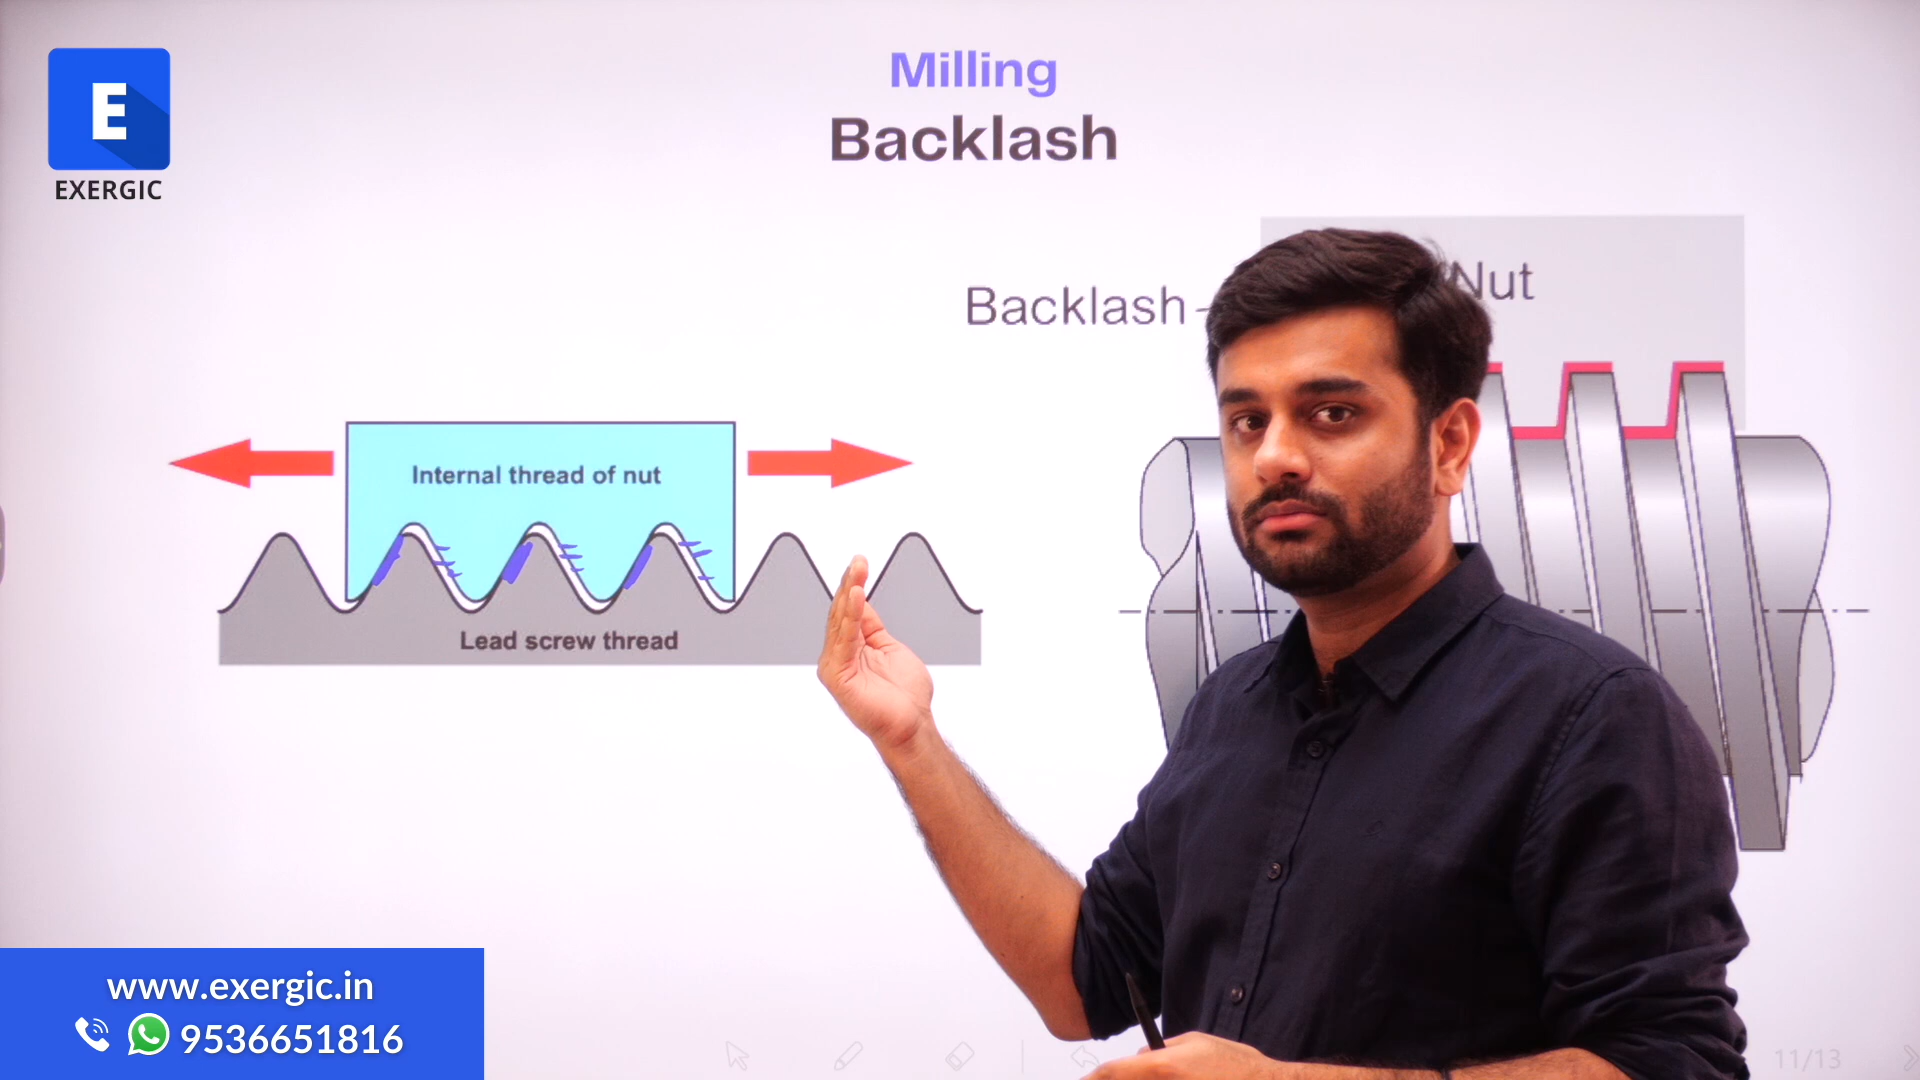 E
EXERGIC
Milling
Backlash
Backlash
Nut
Internal thread of nut
Lead screw thread
www.exergic.in
9536651816
11/13